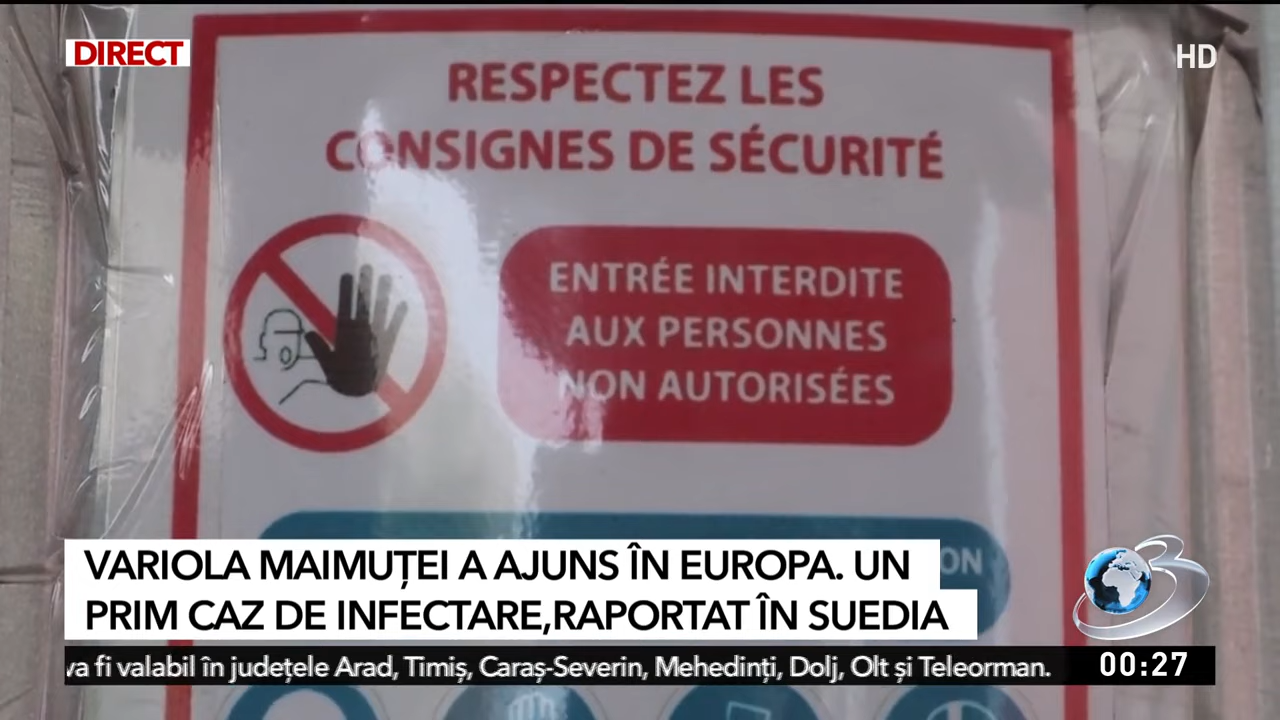 DIRECT
HD
RESPECTEZ LES
CONSIGNES DE SÉCURITÉ
ENTRÉE INTERDITE
AUX PERSONNES
NON AUTORISÉES
VARIOLA MAIMUȚEI A AJUNS ÎN EUROPA. UN
PRIM CAZ DE INFECTARE,RAPORTAT ÎN SUEDIA
va fi valabil în județele Arad, Timiș, Caraș-Severin, Mehedinți, Dolj, Olt și Teleorman.
00:27